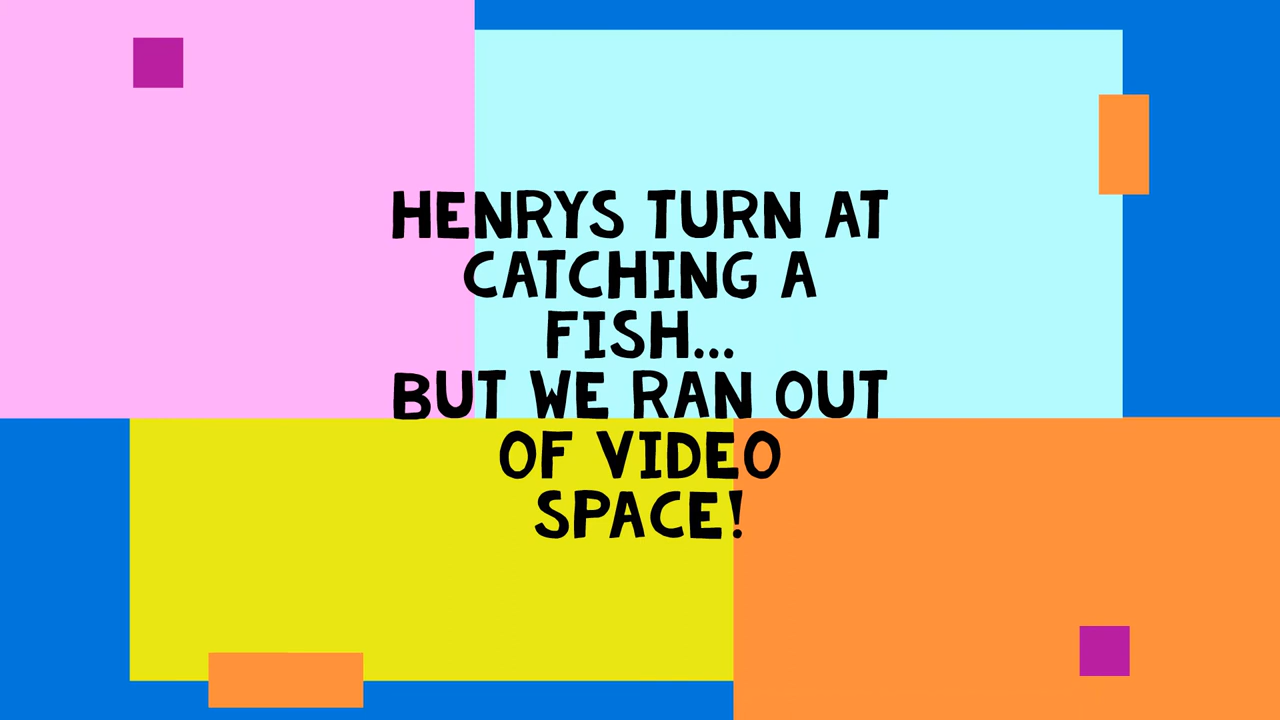 HENRYS TURN AT
CATCHING A
FISH...
BUT WE RAN OUT
OF VIDEO
SPACE!